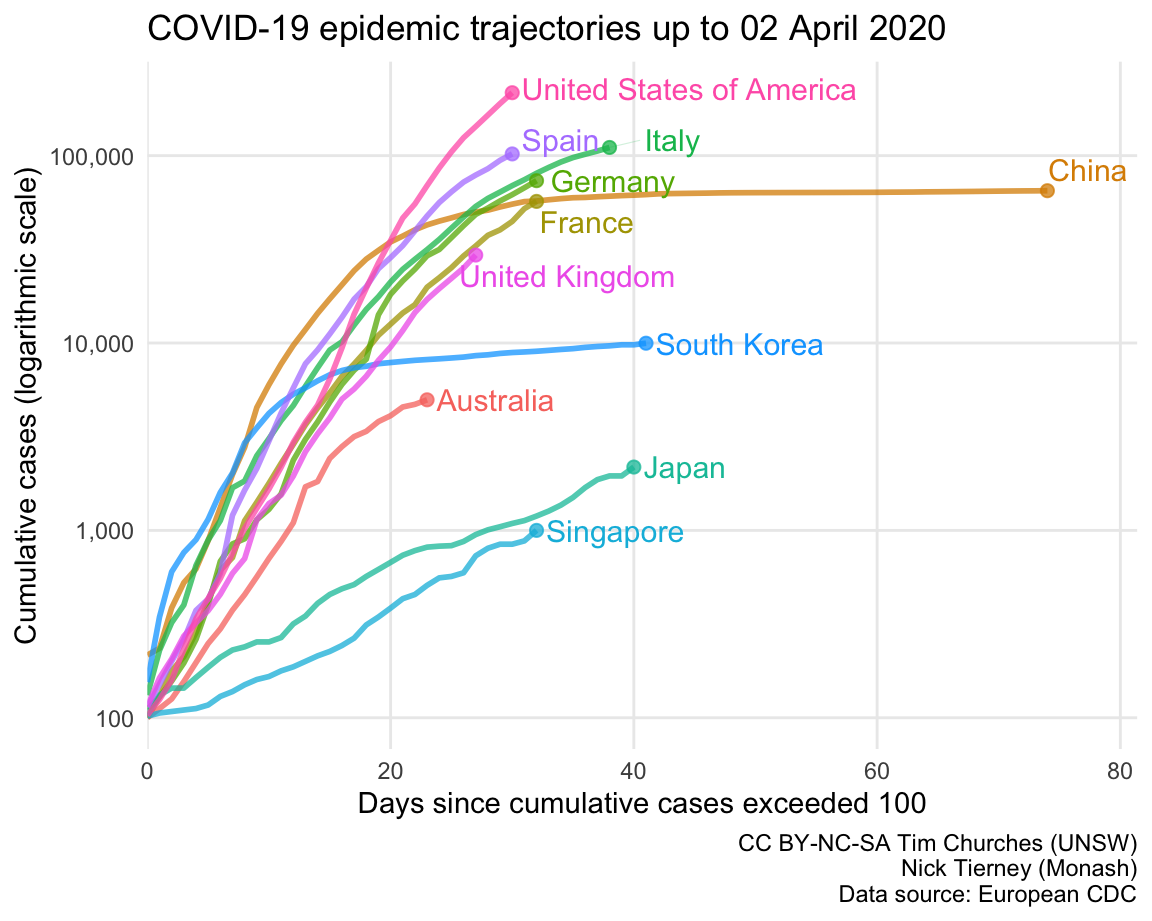 COVID-19 epidemic trajectories up to 02 April 2020
United States of America
Spain
Italy
Germany
China
France
United Kingdom
South Korea
Australia
Japan
Singapore
Cumulative cases (logarithmic scale)
100,000
10,000
1,000
100
0 20 40 60 80
Days since cumulative cases exceeded 100
CC BY-NC-SA Tim Churches (UNSW)
Nick Tierney (Monash)
Data source: European CDC